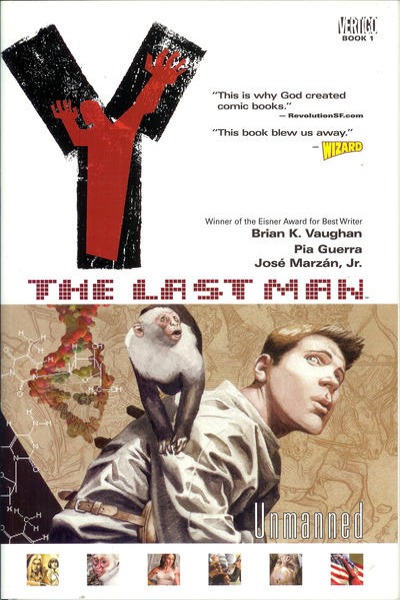 VERTIGO
BOOK 1
Y
"This is why God created
comic books."
— RevolutionSF.com
"This book blew us away."
— WIZARD
Winner of the Eisner Award for Best Writer
Brian K. Vaughan
Pia Guerra
José Marzán, Jr.
THE LAST MAN™
Unmanned